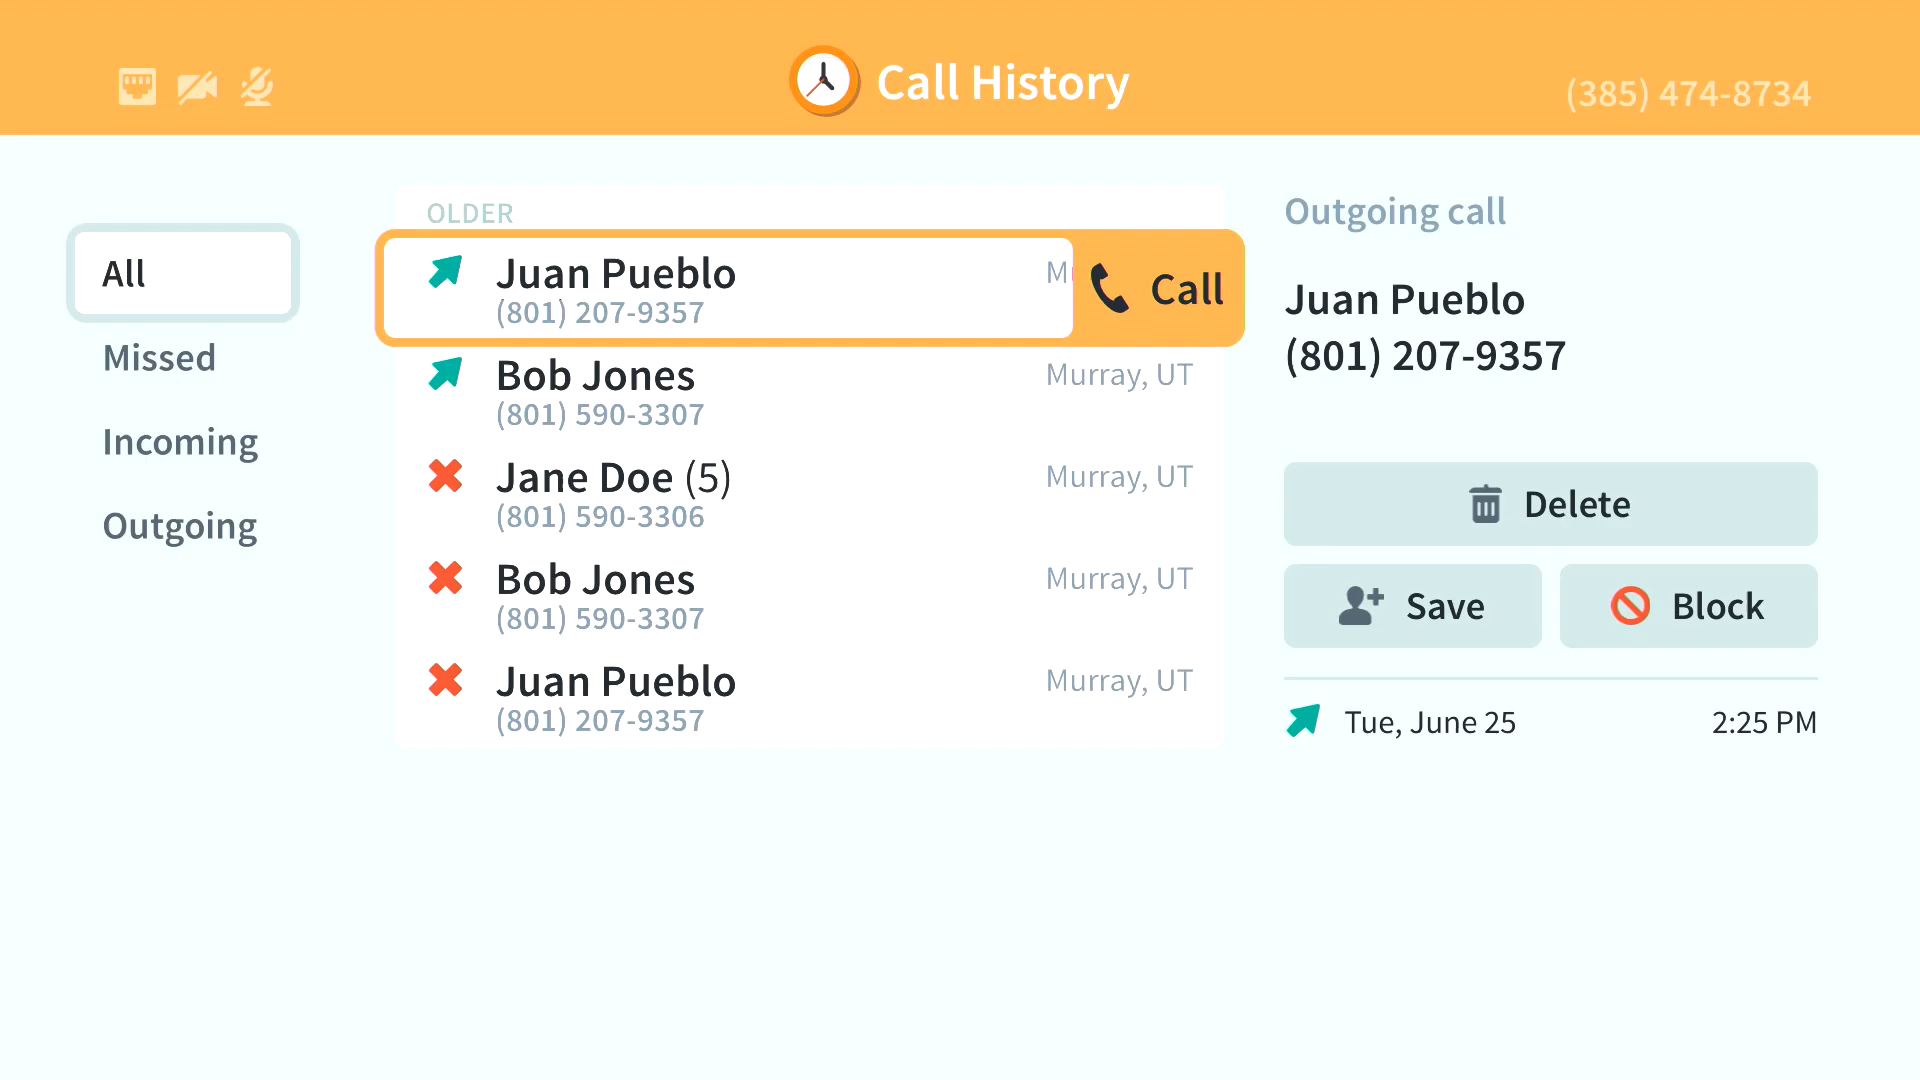 Call History
(385) 474-8734
All
Missed
Incoming
Outgoing
OLDER
Juan Pueblo
(801) 207-9357
Call
Bob Jones
Murray, UT
(801) 590-3307
Jane Doe (5)
Murray, UT
(801) 590-3306
Bob Jones
Murray, UT
(801) 590-3307
Juan Pueblo
Murray, UT
(801) 207-9357
Outgoing call
Juan Pueblo
(801) 207-9357
Delete
Save
Block
Tue, June 25
2:25 PM